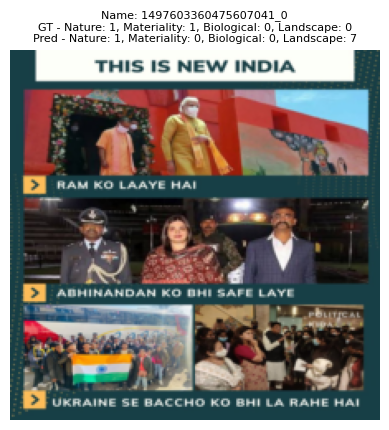 Name: 1497603360475607041_0
GT - Nature: 1, Materiality: 1, Biological: 0, Landscape: 0
Pred - Nature: 1, Materiality: 0, Biological: 0, Landscape: 7
THIS IS NEW INDIA
RAM KO LAAYE HAI
ABHINANDAN KO BHI SAFE LAYE
POLITICAL
KIDA
UKRAINE SE BACCHO KO BHI LA RAHE HAI